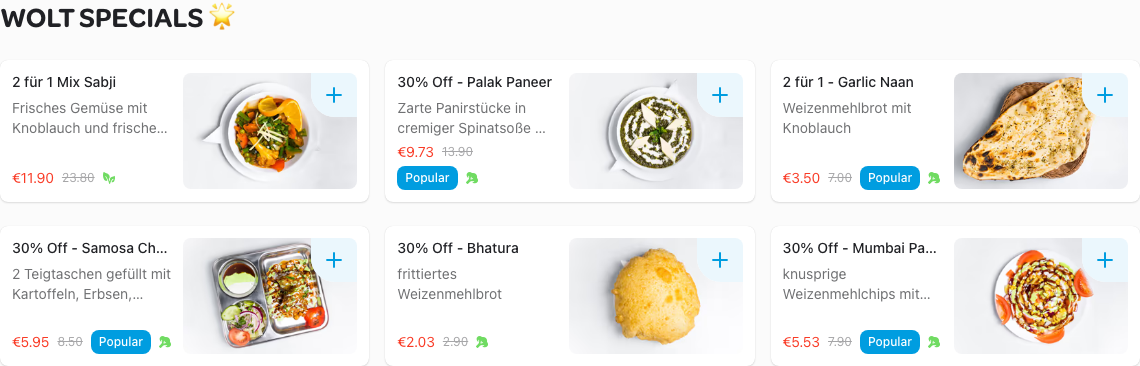 WOLT SPECIALS 🌟
2 für 1 Mix Sabji
Frisches Gemüse mit
Knoblauch und frische...
€11.90 23.80
30% Off - Palak Paneer
Zarte Panirstücke in
cremiger Spinatsoße ...
€9.73 13.90
Popular
2 für 1 - Garlic Naan
Weizenmehlbrot mit
Knoblauch
€3.50 7.00 Popular
30% Off - Samosa Ch...
2 Teigtaschen gefüllt mit
Kartoffeln, Erbsen,...
€5.95 8.50 Popular
30% Off - Bhatura
frittiertes
Weizenmehlbrot
€2.03 2.90
30% Off - Mumbai Pa...
knusprige
Weizenmehlchips mit...
€5.53 7.90 Popular